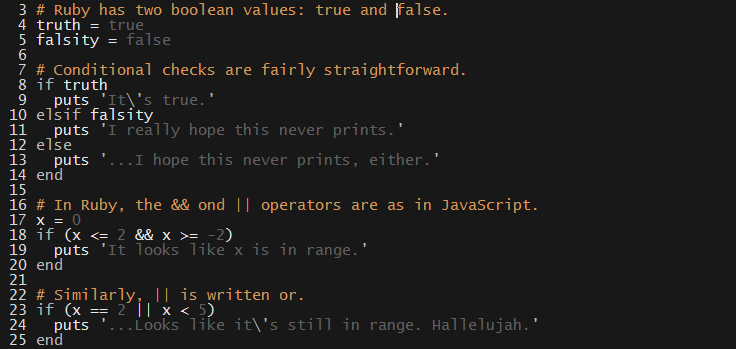 3 # Ruby has two boolean values: true and false.
4 truth = true
5 falsity = false
6
7 # Conditional checks are fairly straightforward.
8 if truth
9   puts 'It\'s true.'
10 elsif falsity
11   puts 'I really hope this never prints.'
12 else
13   puts '...I hope this never prints, either.'
14 end
15
16 # In Ruby, the && ond || operators are as in JavaScript.
17 x = 0
18 if (x <= 2 && x >= -2)
19   puts 'It looks like x is in range.'
20 end
21
22 # Similarly, || is written or.
23 if (x == 2 || x < 5)
24   puts '...Looks like it\'s still in range. Hallelujah.'
25 end